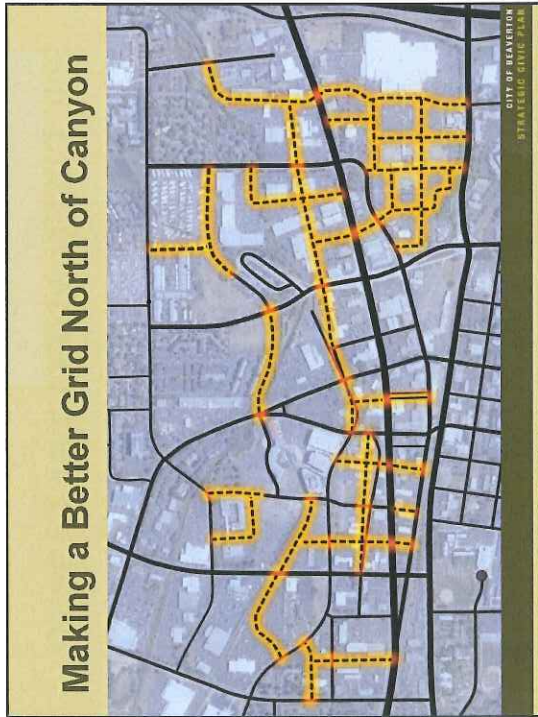 Making a Better Grid North of Canyon
CITY OF BEAVERTON
STRATEGIC CIVIC PLAN